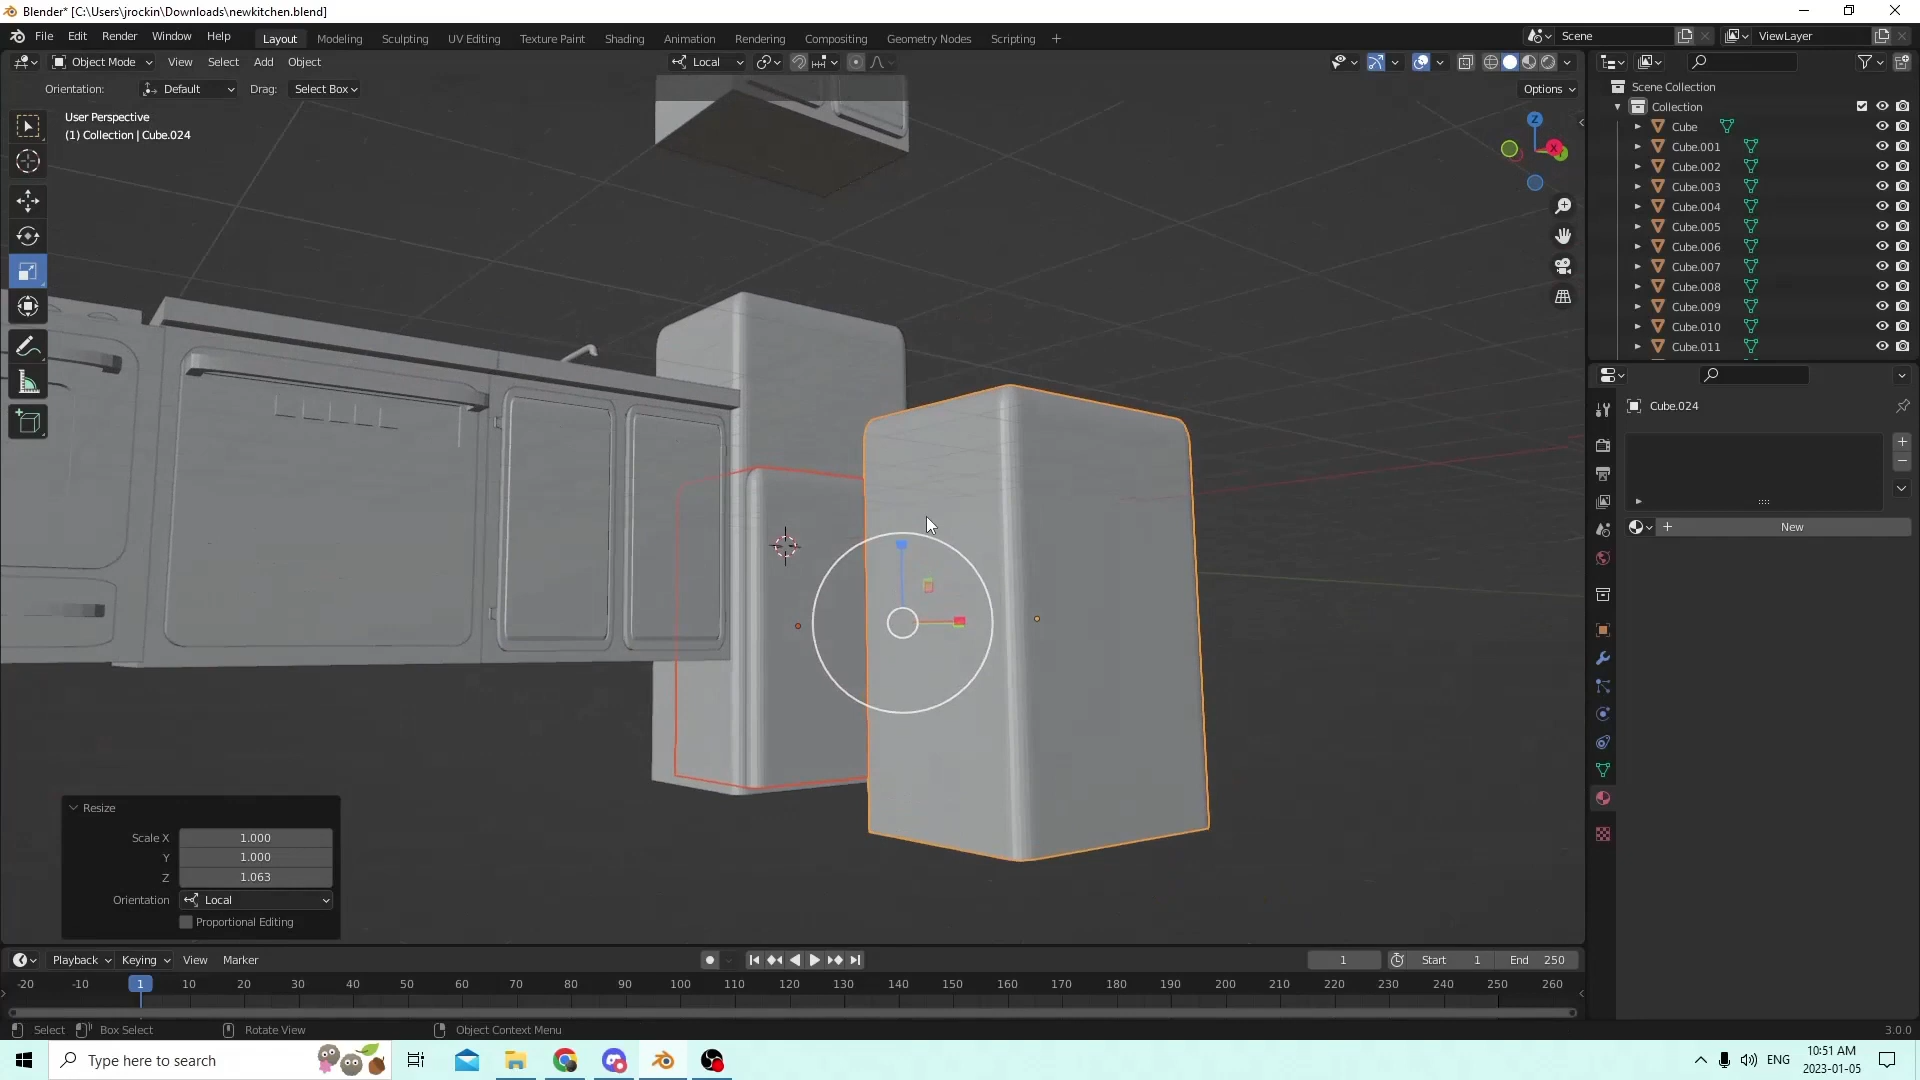 Blender* [C:\Users\jrockin\Downloads\newkitchen.blend]
File Edit Render Window Help Layout Modeling Sculpting UV Editing Texture Paint Shading Animation Rendering Compositing Geometry Nodes Scripting + Scene ViewLayer
Object Mode View Select Add Object Local
Orientation: Default Drag: Select Box Options
User Perspective
(1) Collection | Cube.024
Z
X
Y
Scene Collection
Collection
Cube
Cube.001
Cube.002
Cube.003
Cube.004
Cube.005
Cube.006
Cube.007
Cube.008
Cube.009
Cube.010
Cube.011
Cube.024
New
Resize
Scale X 1.000
Y 1.000
Z 1.063
Orientation Local
Proportional Editing
Playback Keying View Marker 1 Start 1 End 250
-20 -10 1 10 20 30 40 50 60 70 80 90 100 110 120 130 140 150 160 170 180 190 200 210 220 230 240 250 260
Select Box Select Rotate View Object Context Menu 3.0.0
Type here to search ENG 10:51 AM
2023-01-05